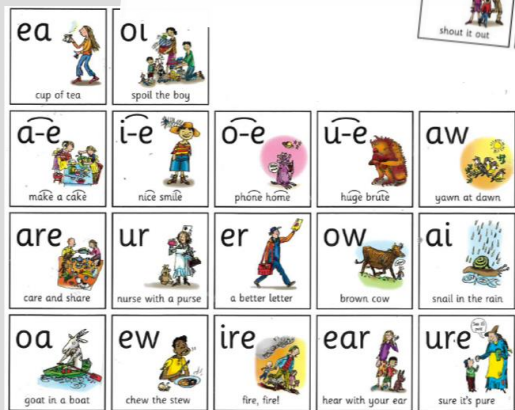 shout it out
ea oi
cup of tea spoil the boy
a-e i-e o-e u-e aw
make a cake nice smile phone home huge brute yawn at dawn
are ur er ow ai
care and share nurse with a purse a better letter brown cow snail in the rain
oa ew ire ear ure
goat in a boat chew the stew fire, fire! hear with your ear sure it's pure